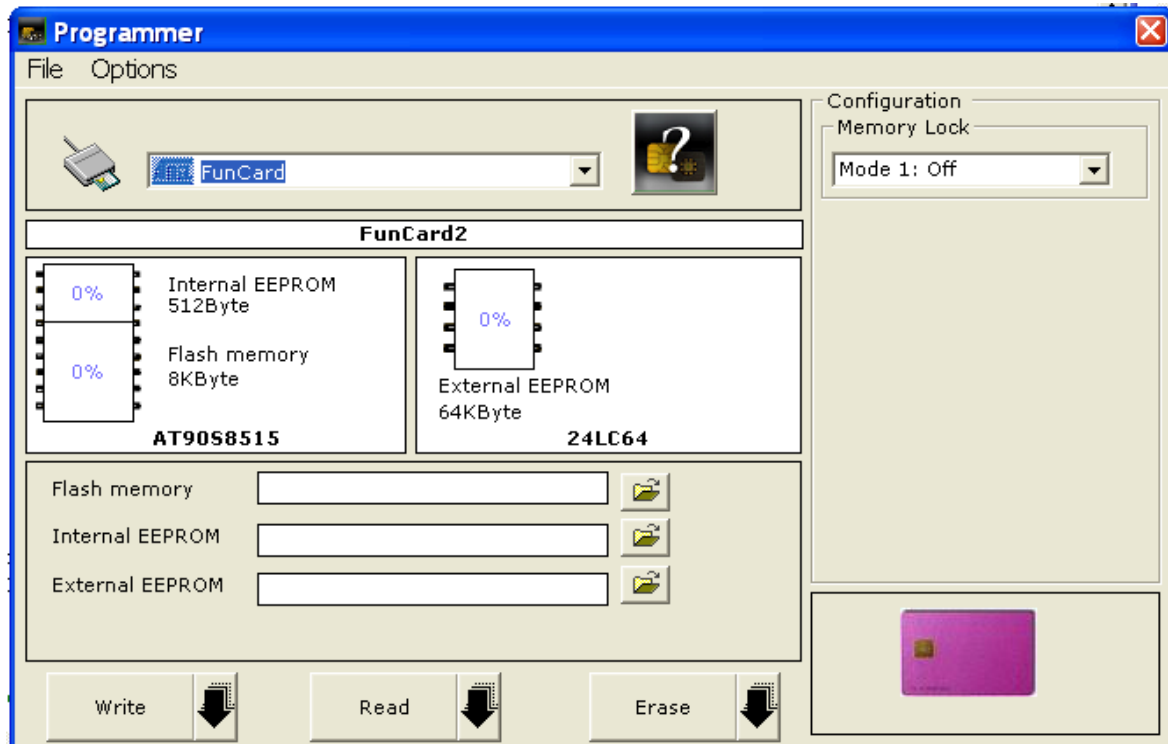 Programmer
File Options
FunCard
Configuration
Memory Lock
Mode 1: Off
FunCard2
0%
Internal EEPROM
512Byte
0%
Flash memory
8KByte
AT90S8515
0%
External EEPROM
64KByte
24LC64
Flash memory
Internal EEPROM
External EEPROM
Write
Read
Erase